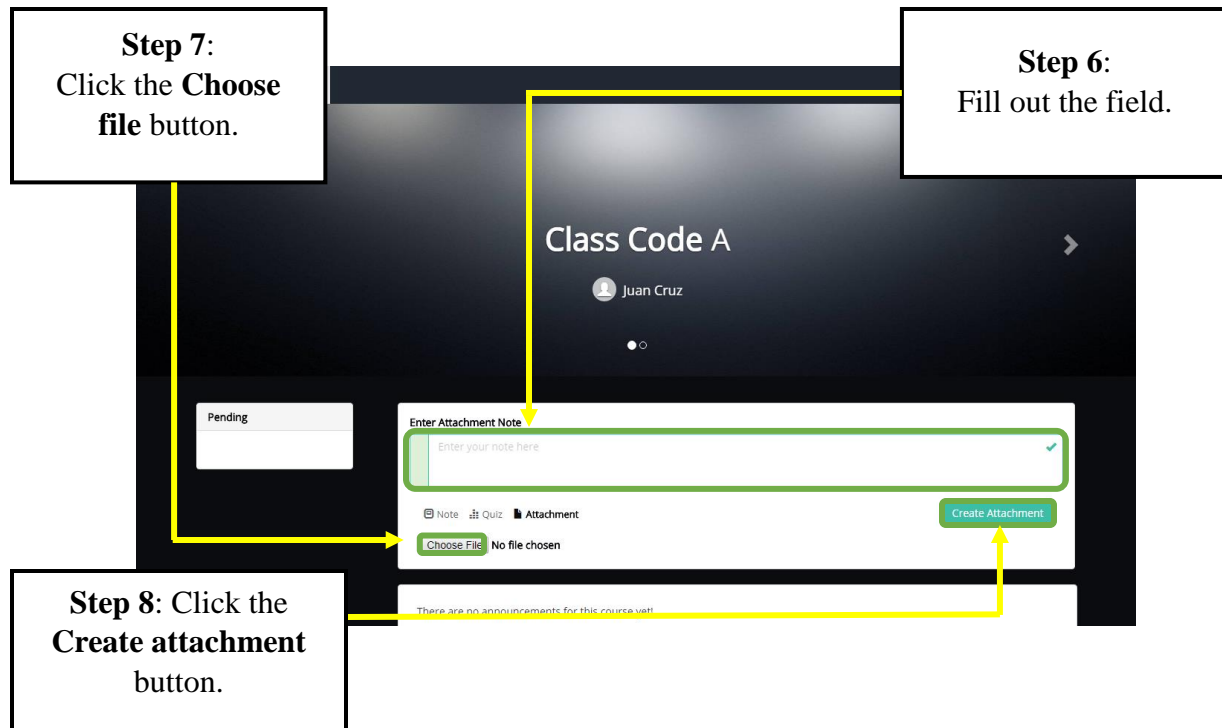 Step 7:
Click the Choose
file button.
Step 6:
Fill out the field.
Class Code A
Juan Cruz
Pending
Enter Attachment Note
Enter your note here
Note Quiz Attachment
Create Attachment
Choose File No file chosen
Step 8: Click the
Create attachment
button.
There are no announcements for this course yet!